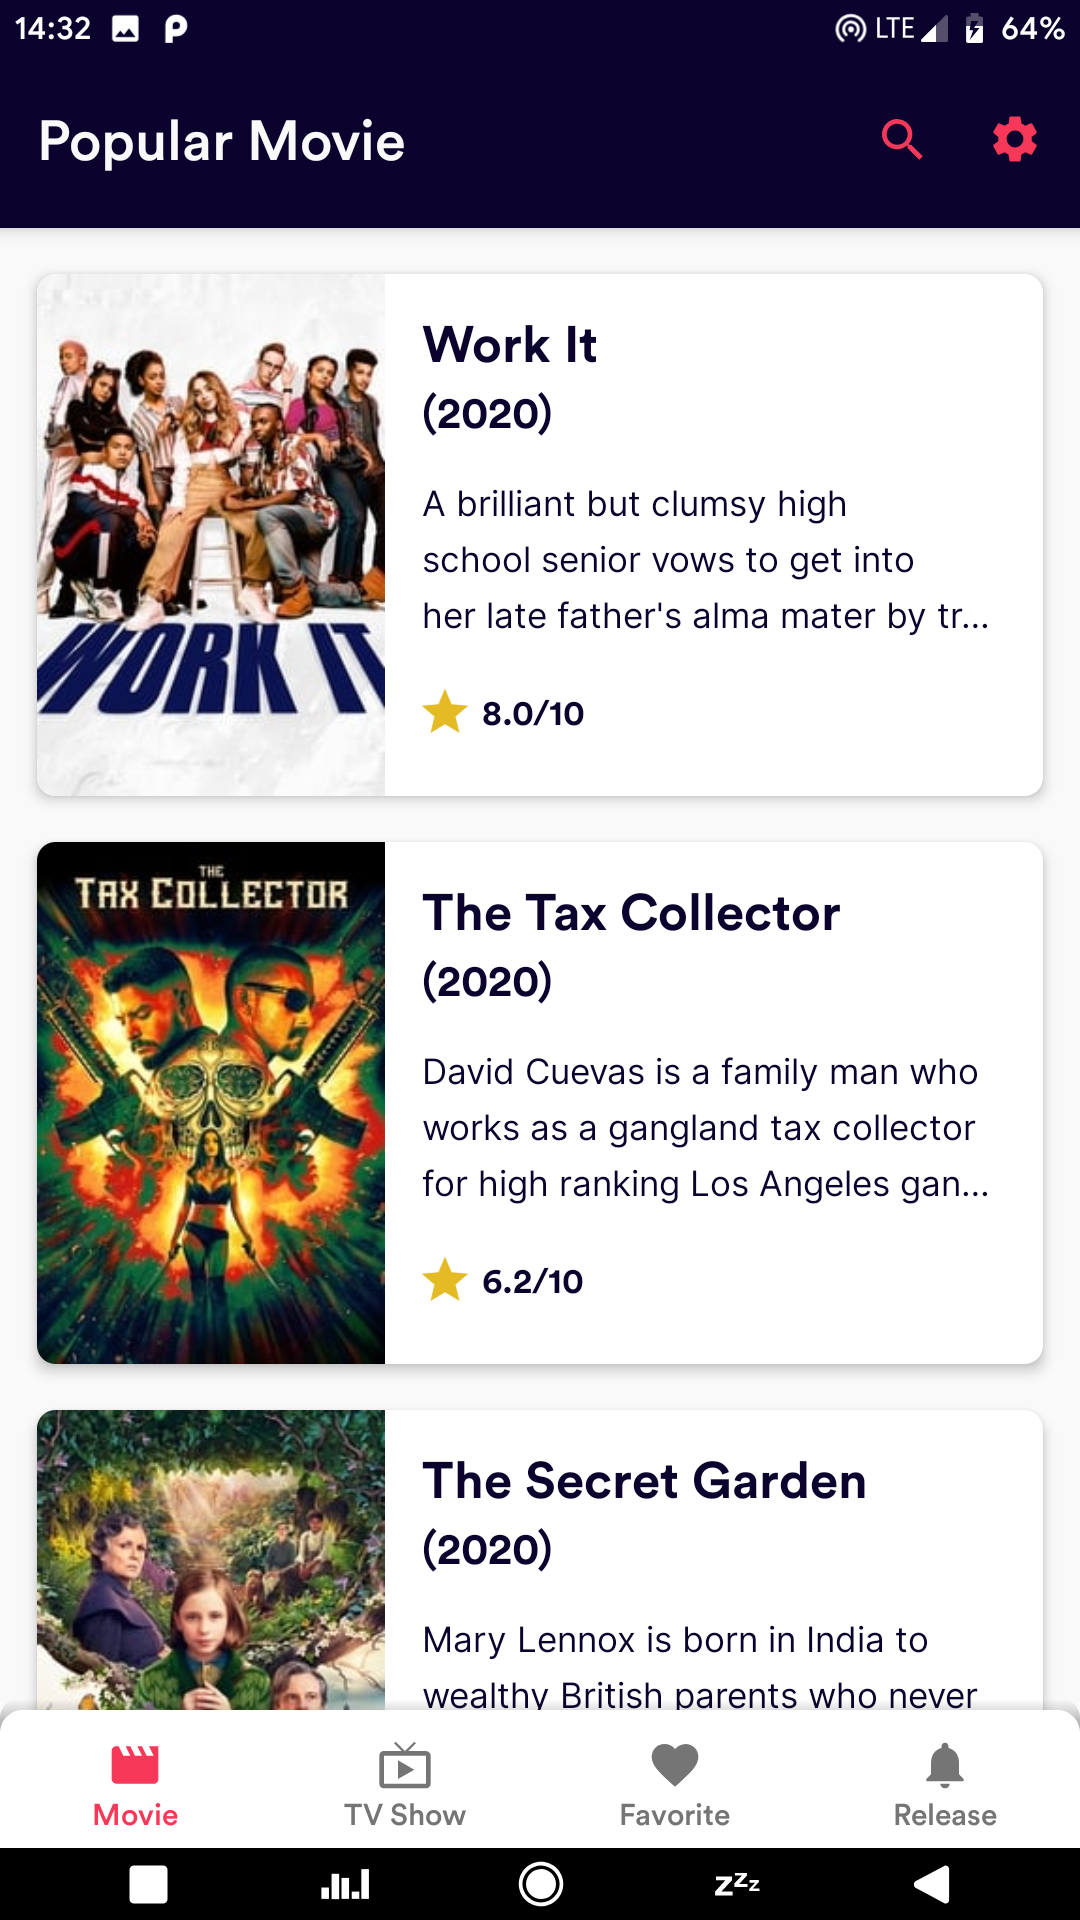 14:32 LTE 64%
Popular Movie
WORK IT
Work It
(2020)
A brilliant but clumsy high
school senior vows to get into
her late father's alma mater by tr...
8.0/10
THE
TAX COLLECTOR
The Tax Collector
(2020)
David Cuevas is a family man who
works as a gangland tax collector
for high ranking Los Angeles gan...
6.2/10
The Secret Garden
(2020)
Mary Lennox is born in India to
wealthy British parents who never
Movie TV Show Favorite Release
zzz